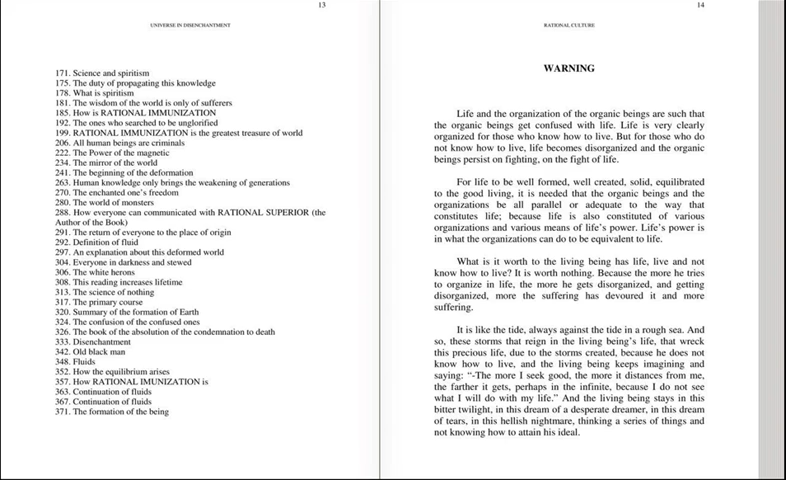 13
UNIVERSE IN DISENCHANTMENT
171. Science and spiritism
175. The duty of propagating this knowledge
178. What is spiritism
181. The wisdom of the world is only of sufferers
185. How is RATIONAL IMMUNIZATION
192. The ones who searched to be unglorified
199. RATIONAL IMMUNIZATION is the greatest treasure of world
206. All human beings are criminals
222. The Power of the magnetic
234. The mirror of the world
241. The beginning of the deformation
263. Human knowledge only brings the weakening of generations
270. The enchanted one's freedom
280. The world of monsters
288. How everyone can communicated with RATIONAL SUPERIOR (the
Author of the Book)
291. The return of everyone to the place of origin
292. Definition of fluid
297. An explanation about this deformed world
304. Everyone in darkness and stewed
306. The white herons
308. This reading increases lifetime
313. The science of nothing
317. The primary course
320. Summary of the formation of Earth
324. The confusion of the confused ones
326. The book of the absolution of the condemnation to death
333. Disenchantment
342. Old black man
348. Fluids
352. How the equilibrium arises
357. How RATIONAL IMUNIZATION is
363. Continuation of fluids
367. Continuation of fluids
371. The formation of the being
14
RATIONAL CULTURE
WARNING
Life and the organization of the organic beings are such that
the organic beings get confused with life. Life is very clearly
organized for those who know how to live. But for those who do
not know how to live, life becomes disorganized and the organic
beings persist on fighting, on the fight of life.
For life to be well formed, well created, solid, equilibrated
to the good living, it is needed that the organic beings and the
organizations be all parallel or adequate to the way that
constitutes life; because life is also constituted of various
organizations and various means of life's power. Life's power is
in what the organizations can do to be equivalent to life.
What is it worth to the living being has life, live and not
know how to live? It is worth nothing. Because the more he tries
to organize in life, the more he gets disorganized, and getting
disorganized, more the suffering has devoured it and more
suffering.
It is like the tide, always against the tide in a rough sea. And
so, these storms that reign in the living being's life, that wreck
this precious life, due to the storms created, because he does not
know how to live, and the living being keeps imagining and
saying: "-The more I seek good, the more it distances from me,
the farther it gets, perhaps in the infinite, because I do not see
what I will do with my life." And the living being stays in this
bitter twilight, in this dream of a desperate dreamer, in this dream
of tears, in this hellish nightmare, thinking a series of things and
not knowing how to attain his ideal.